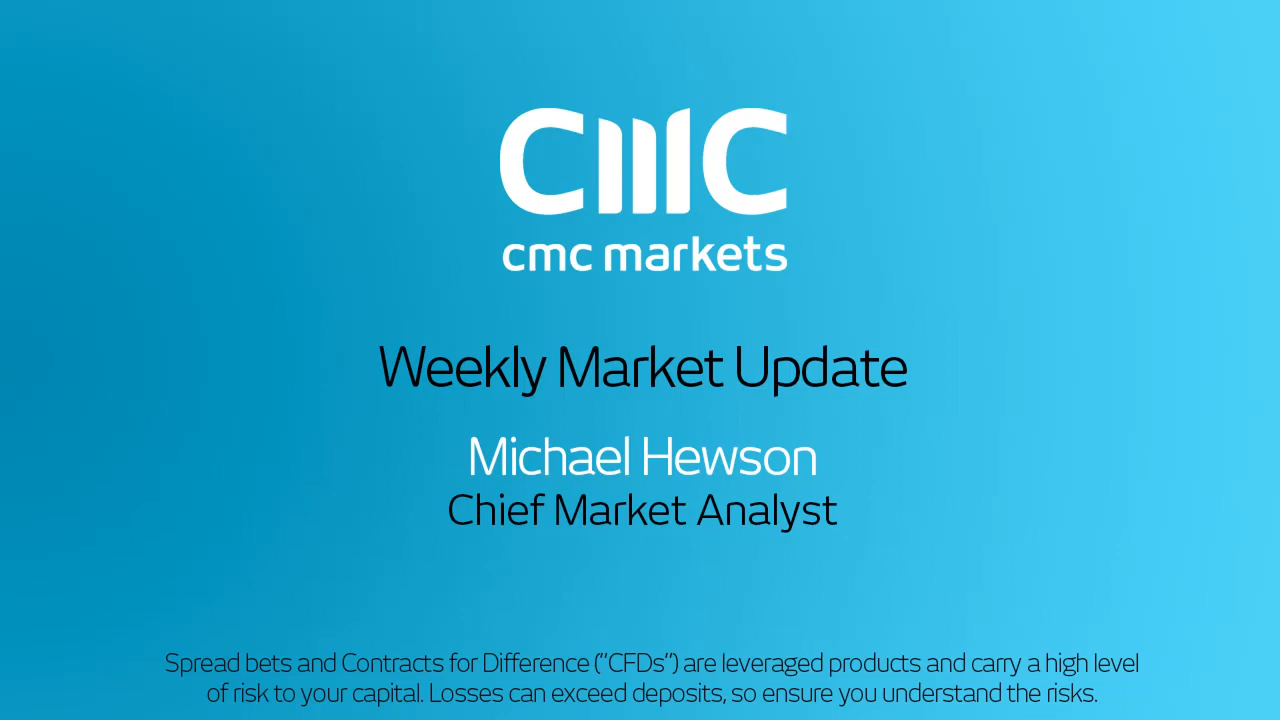 CMC
cmc markets
Weekly Market Update
Michael Hewson
Chief Market Analyst
Spread bets and Contracts for Difference (”CFDs”) are leveraged products and carry a high level
of risk to your capital. Losses can exceed deposits, so ensure you understand the risks.